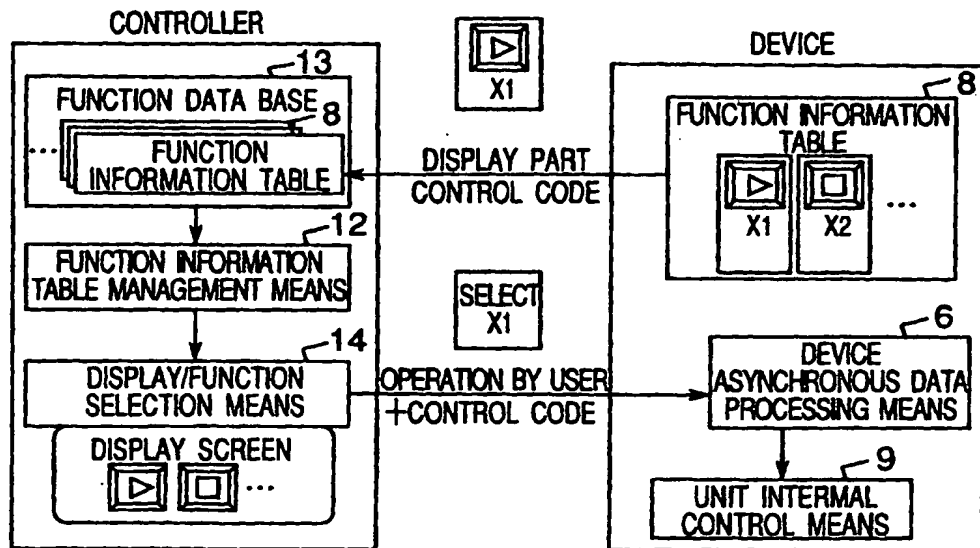 CONTROLLER
13
FUNCTION DATA BASE
8
...
FUNCTION
INFORMATION TABLE
12
FUNCTION INFORMATION
TABLE MANAGEMENT MEANS
14
DISPLAY/FUNCTION
SELECTION MEANS
DISPLAY SCREEN
...
X1
DISPLAY PART
CONTROL CODE
SELECT
X1
OPERATION BY USER
+CONTROL CODE
DEVICE
8
FUNCTION INFORMATION
TABLE
X1 X2 ...
6
DEVICE
ASYNCHRONOUS DATA
PROCESSING MEANS
9
UNIT INTERMAL
CONTROL MEANS